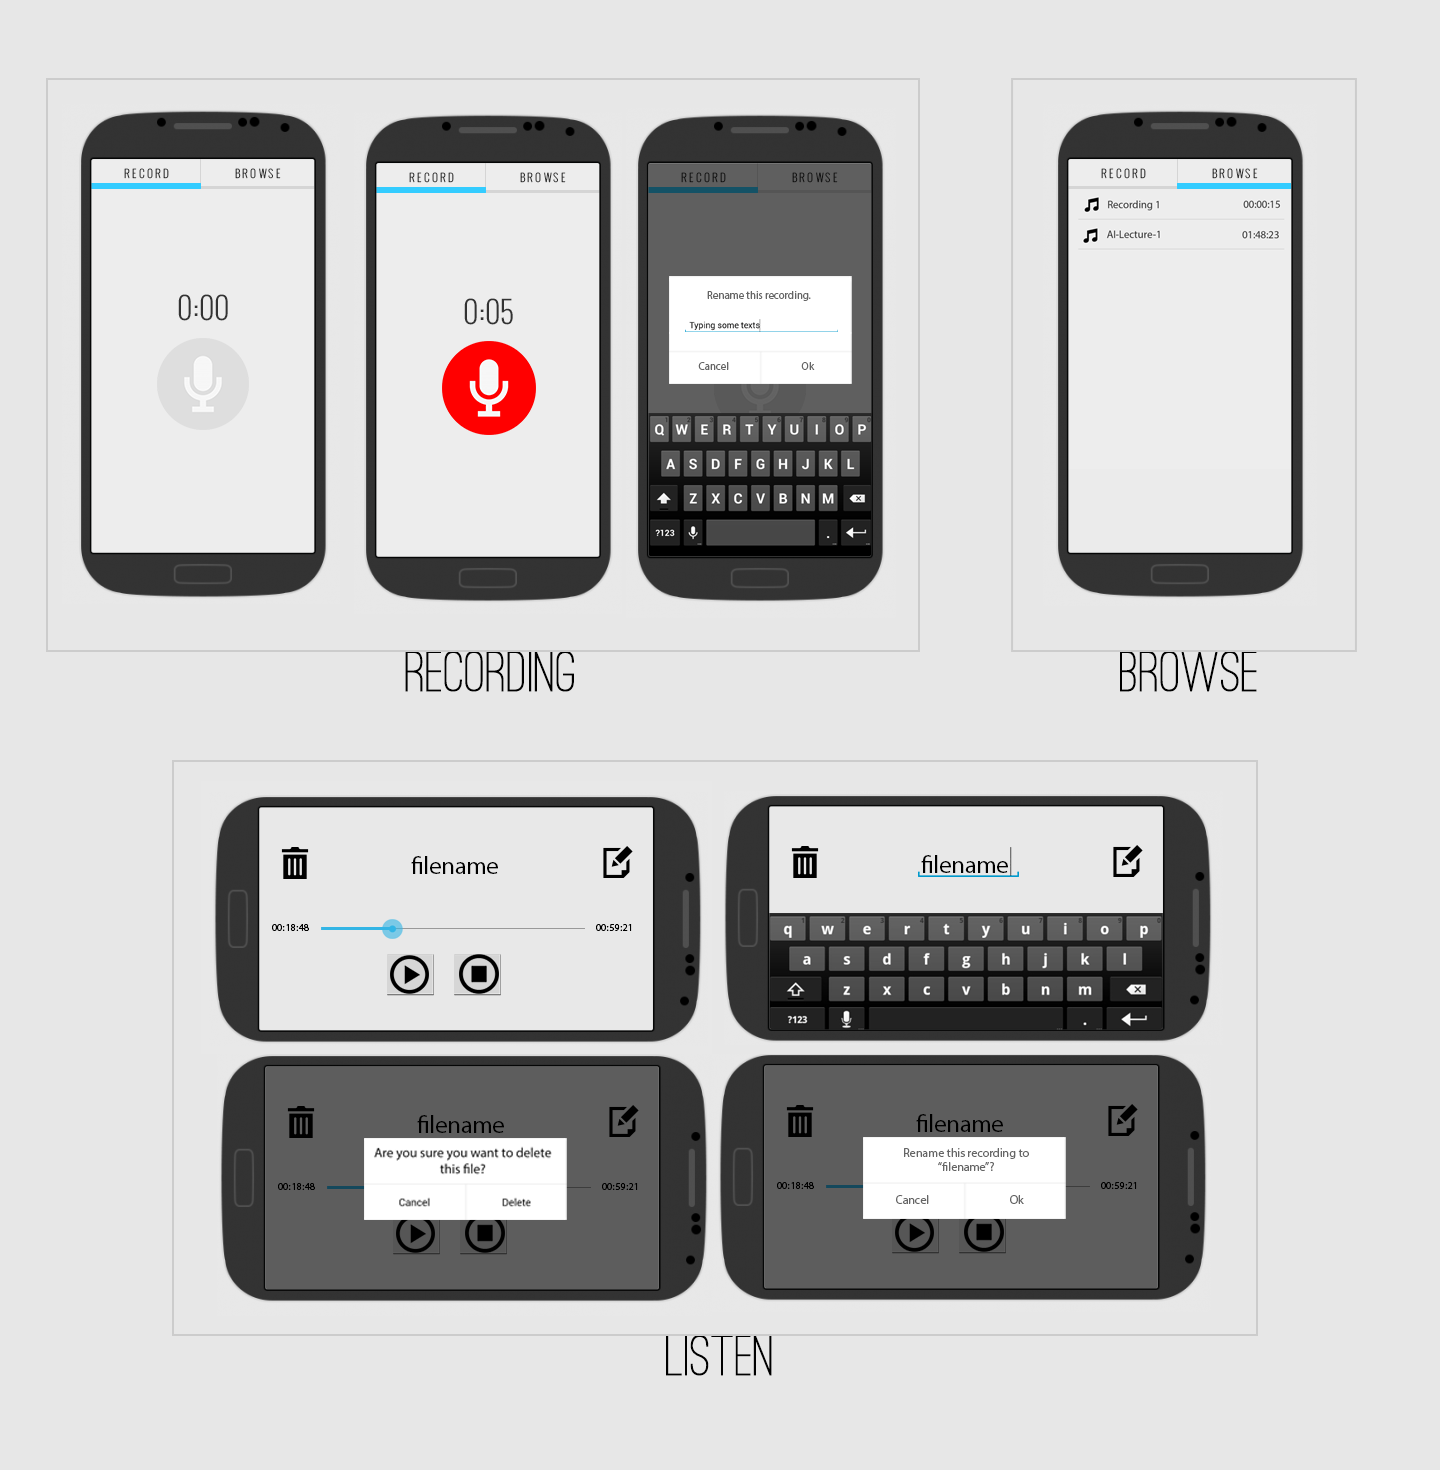 RECORD BROWSE
0:00
RECORD BROWSE
0:05
RECORD BROWSE
Rename this recording.
Typing some texts
Cancel Ok
Q W E R T Y U I O P
A S D F G H J K L
Z X C V B N M
?123 .
RECORDING
RECORD BROWSE
Recording 1 00:00:15
AI-Lecture-1 01:48:23
BROWSE
filename
00:18:48 00:59:21
filename
q w e r t y u i o p
a s d f g h j k l
z x c v b n m
?123 .
filename
Are you sure you want to delete
this file?
00:18:48 00:59:21
Cancel Delete
filename
Rename this recording to
“filename”?
00:18:48 00:59:21
Cancel Ok
LISTEN